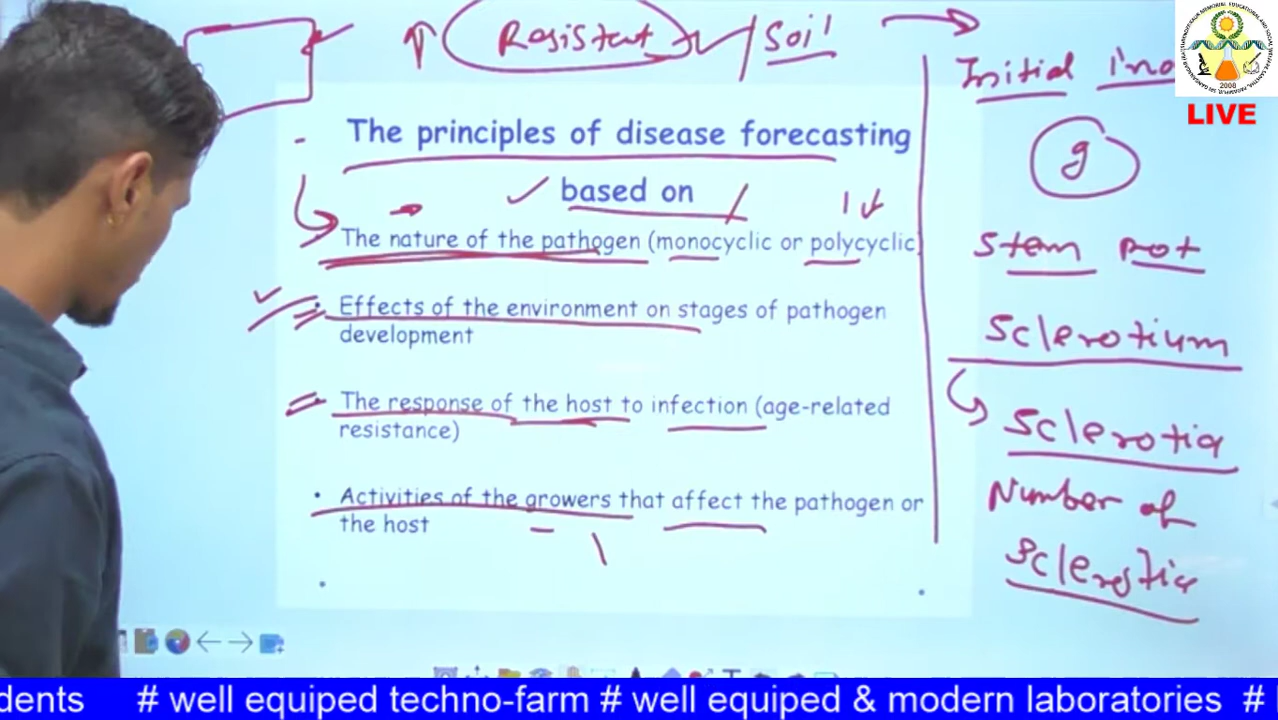 Resistant
Soil
Initial
2008
LIVE
The principles of disease forecasting
based on
g
The nature of the pathogen (monocyclic or polycyclic)
Stem rot
Effects of the environment on stages of pathogen
development
Sclerotium
The response of the host to infection (age-related
resistance)
Sclerotia
• Activities of the growers that affect the pathogen or
the host
Number of
Sclerotia
dents # well equiped techno-farm # well equiped & modern laboratories #